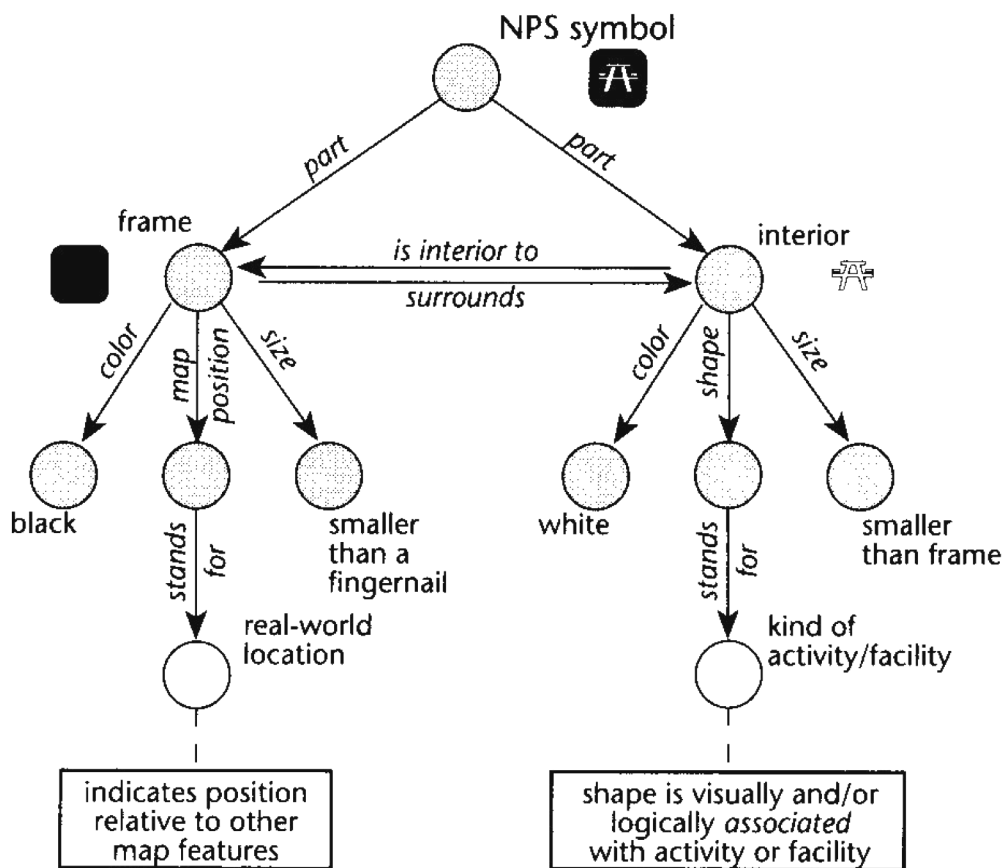 NPS symbol
part
part
frame
interior
is interior to
surrounds
color
map
position
size
color
shape
size
black
smaller
than a
fingernail
white
smaller
than frame
stands
for
stands
for
real-world
location
kind of
activity/facility
indicates position
relative to other
map features
shape is visually and/or
logically associated
with activity or facility